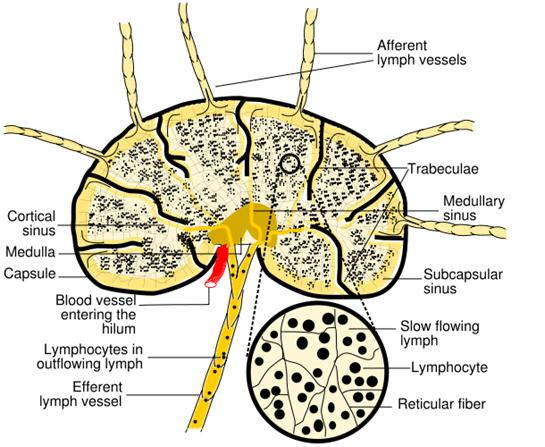 Afferent
lymph vessels
Trabeculae
Medullary
sinus
Cortical
sinus
Medulla
Capsule
Subcapsular
sinus
Blood vessel
entering the
hilum
Slow flowing
lymph
Lymphocytes in
outflowing lymph
Lymphocyte
Efferent
lymph vessel
Reticular fiber